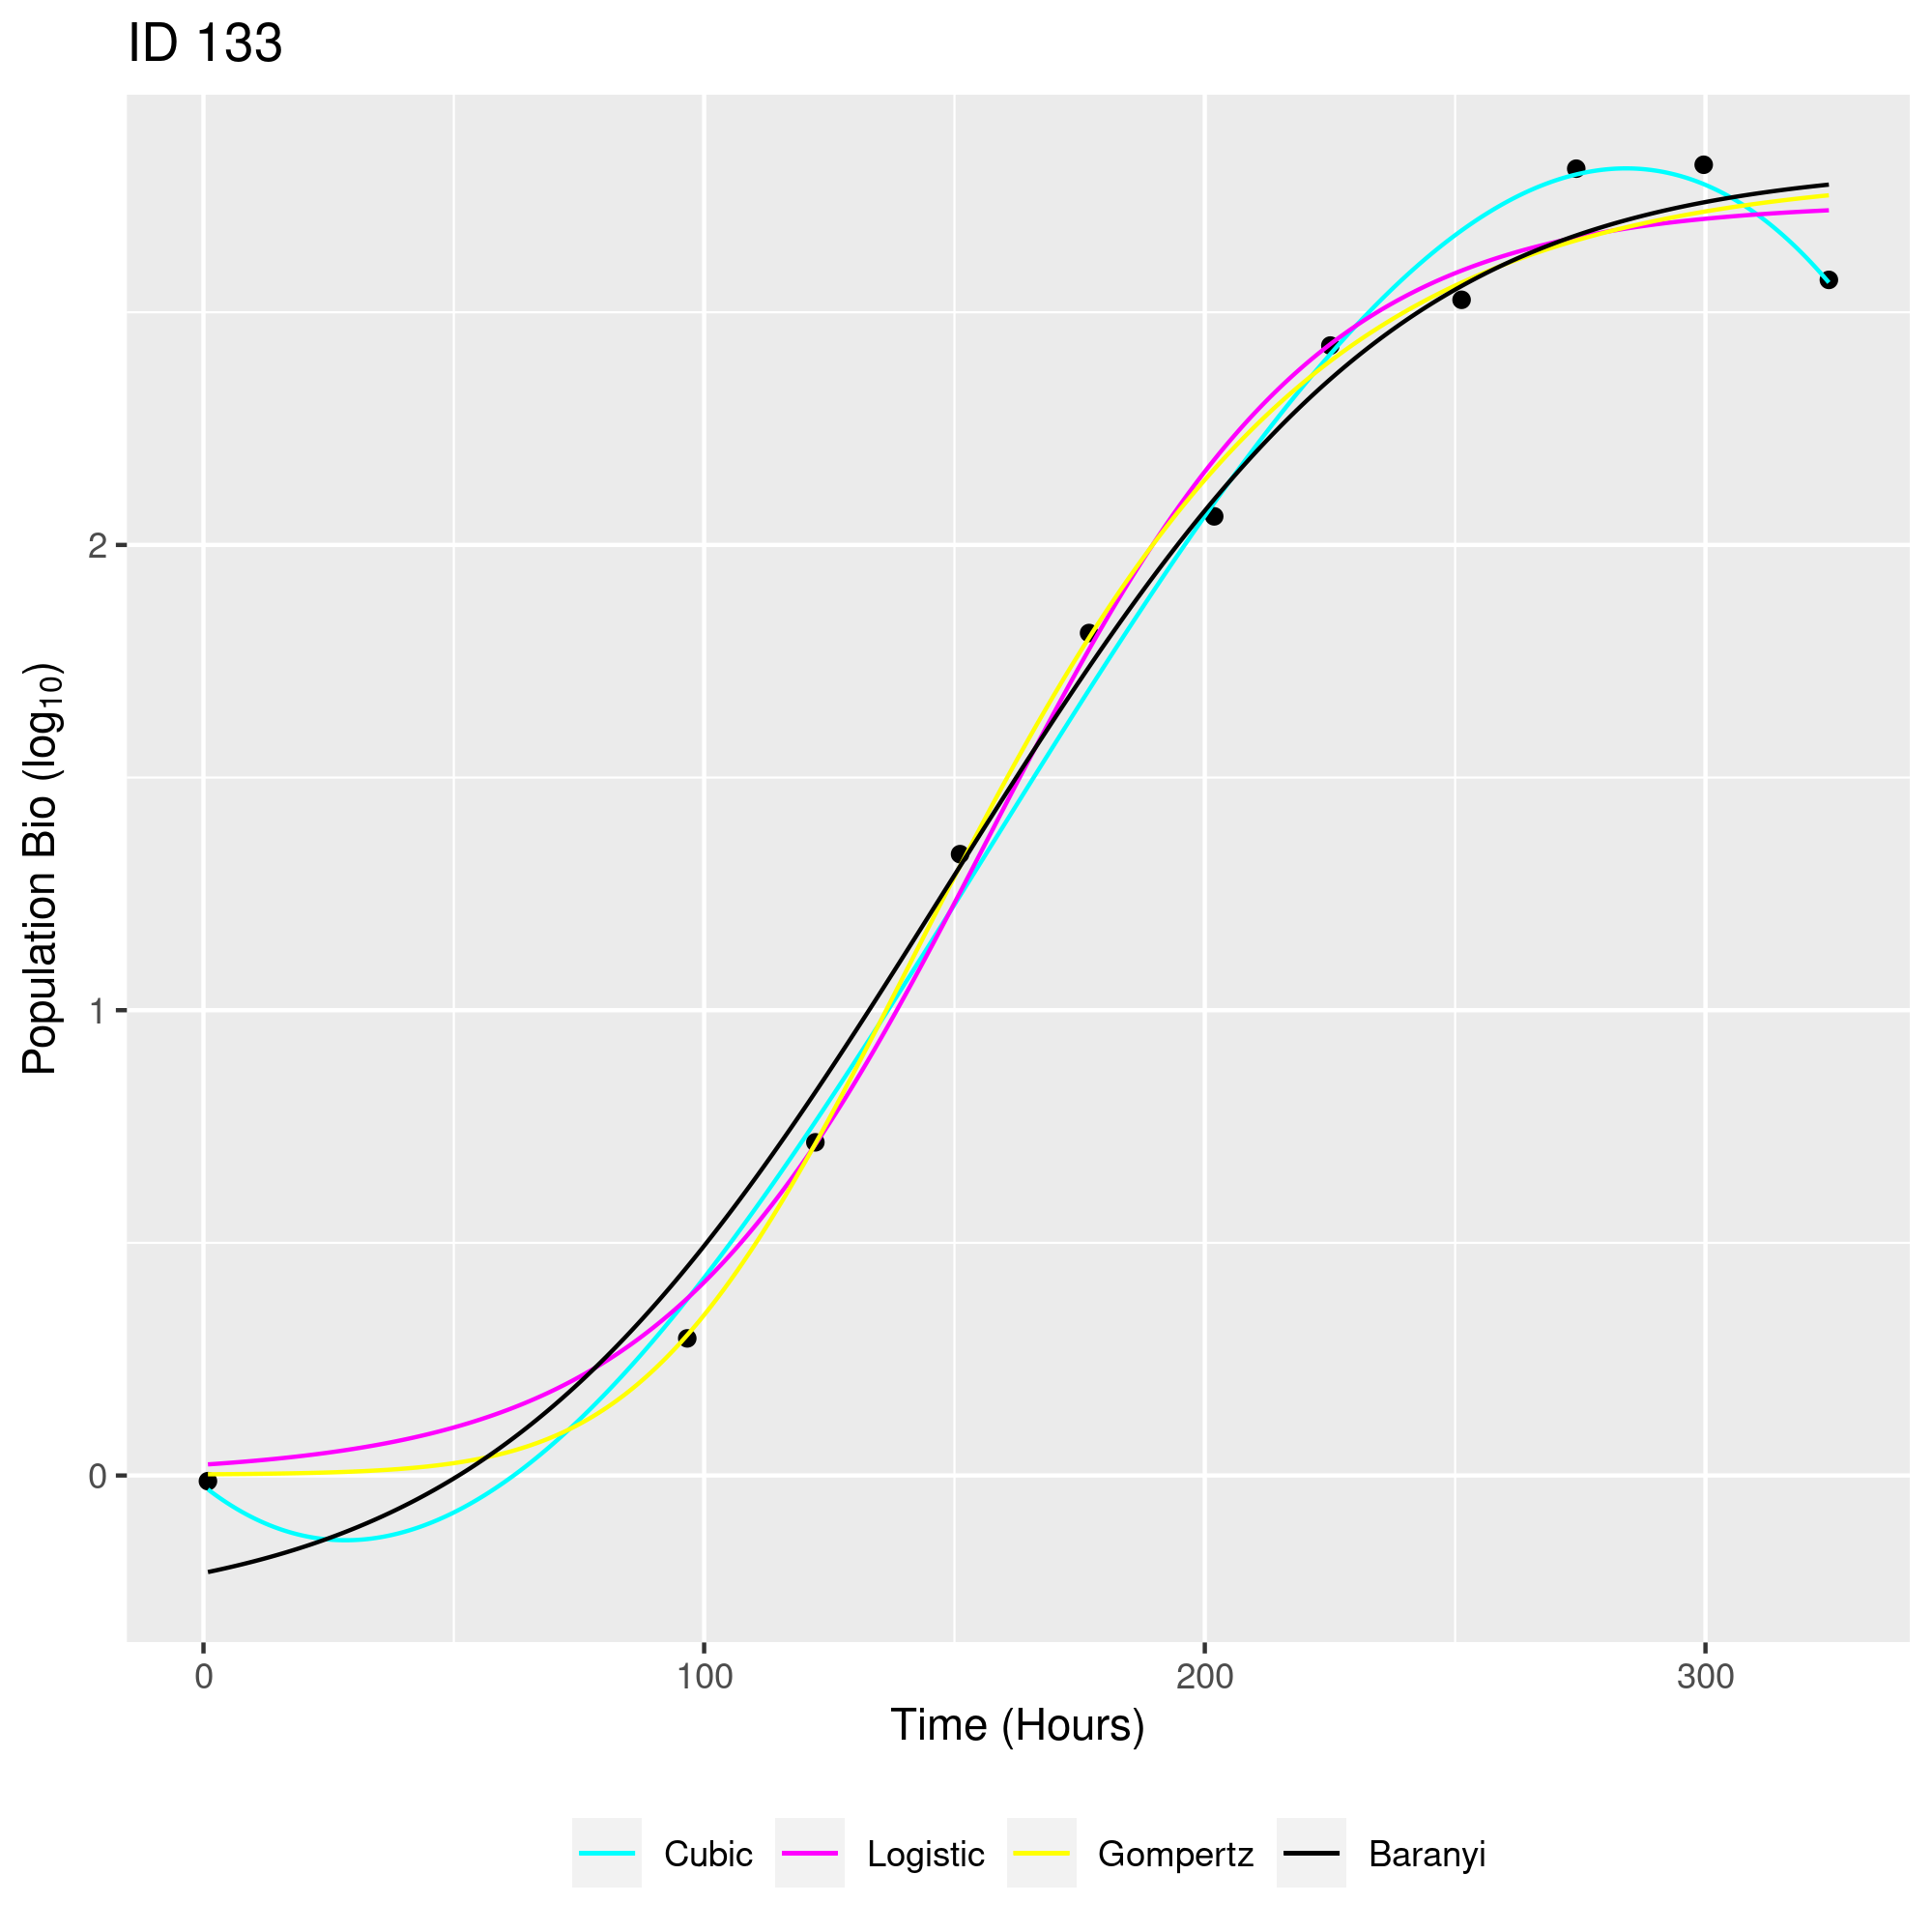 ID 133
Population Bio (log₁₀)
2
1
0
0 100 200 300
Time (Hours)
Cubic Logistic Gompertz Baranyi